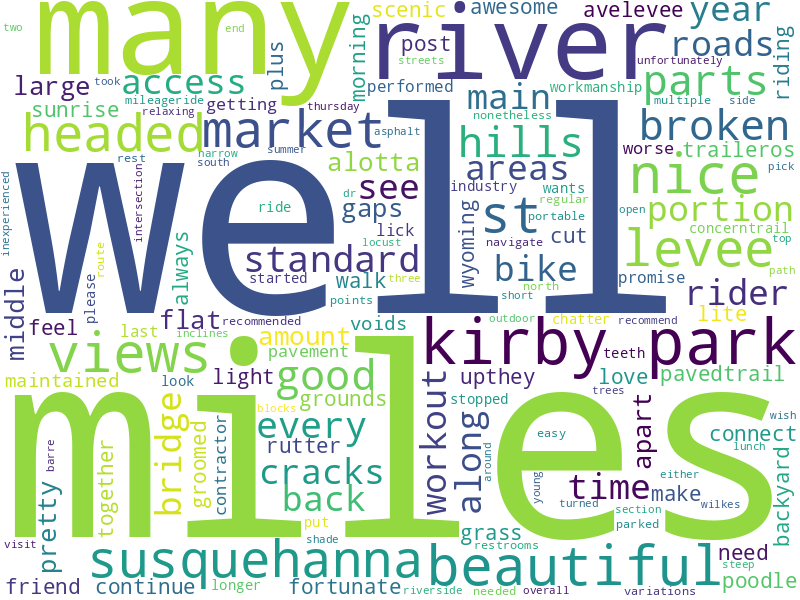 many
river
scenic
awesome
avelevee
year
two
end
plus
post
roads
riding
morning
large
took
access
mileageride
streets
performed
workmanship
unfortunately
parts
sunrise
getting
relaxing
thursday
main
multiple
side
headed
market
asphalt
hills
nonetheless
broken
rest
harrow
south
summer
alotta
areas
worse
traileros
pick
inexperienced
intersection
well
see
industry
wants
regular
nice
dr
ride
gaps
st
portable
open
portion
concerntrail
top
always
standard
locust
lick
wyoming
navigate
cut
levee
path
please
route
started
walk
three
north
bike
promise
rider
middle
points
short
feel
last
flat
recommended
voids
outdoor
chatter
recommend
lite
inclines
amount
kirby park
views
pavement
teeth
maintained
look
light
good
grounds
upthey
love
pavedtrail
miles
bridge
groomed
blocks
every
workout
stopped
trees
apart
wish
together
contractor
rutter
along
easy
connect
barre
cracks
around
young
time
either
lunch
backyard
pretty
back
make
wilkes
put
turned
section
parked
visit
shade
grass
restrooms
need
susquehanna
beautiful
steep
poodle
friend
continue
longer
fortunate
riverside
needed
overall
variations